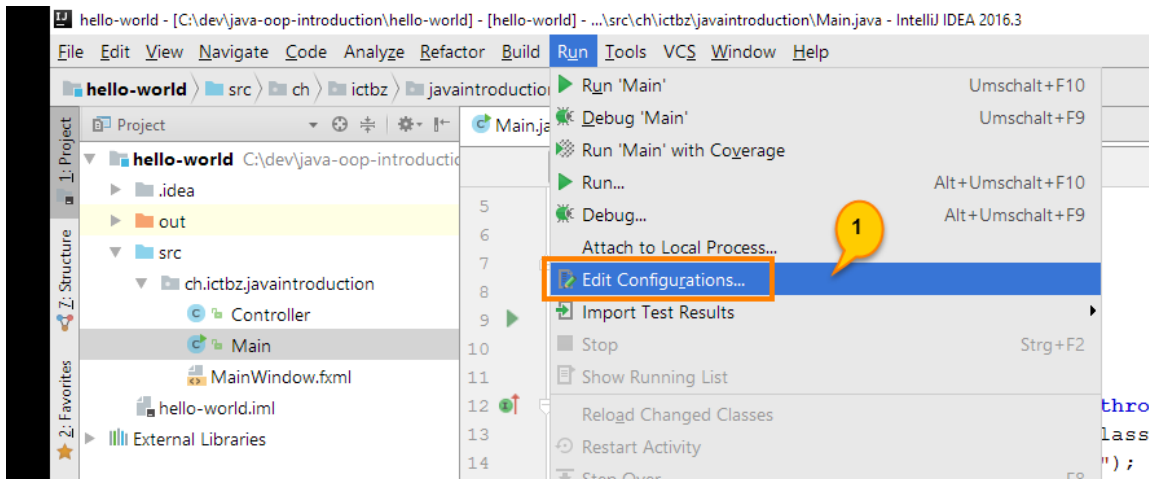 hello-world - [C:\dev\java-oop-introduction\hello-world] - [hello-world] - ...\src\ch\ictbz\javaintroduction\Main.java - IntelliJ IDEA 2016.3
File Edit View Navigate Code Analyze Refactor Build Run Tools VCS Window Help
hello-world src ch ictbz javaintroduction
1: Project
Z: Structure
2: Favorites
Project
hello-world C:\dev\java-oop-introductio
.idea
out
src
ch.ictbz.javaintroduction
Controller
Main
MainWindow.fxml
hello-world.iml
External Libraries
Main.ja
5
6
7
8
9
10
11
12
13
14
Run 'Main' Umschalt+F10
Debug 'Main' Umschalt+F9
Run 'Main' with Coverage
Run... Alt+Umschalt+F10
Debug... Alt+Umschalt+F9
Attach to Local Process...
Edit Configurations...
1
Import Test Results
Stop Strg+F2
Show Running List
Reload Changed Classes
Restart Activity
Step Over F8
thro
lass
");